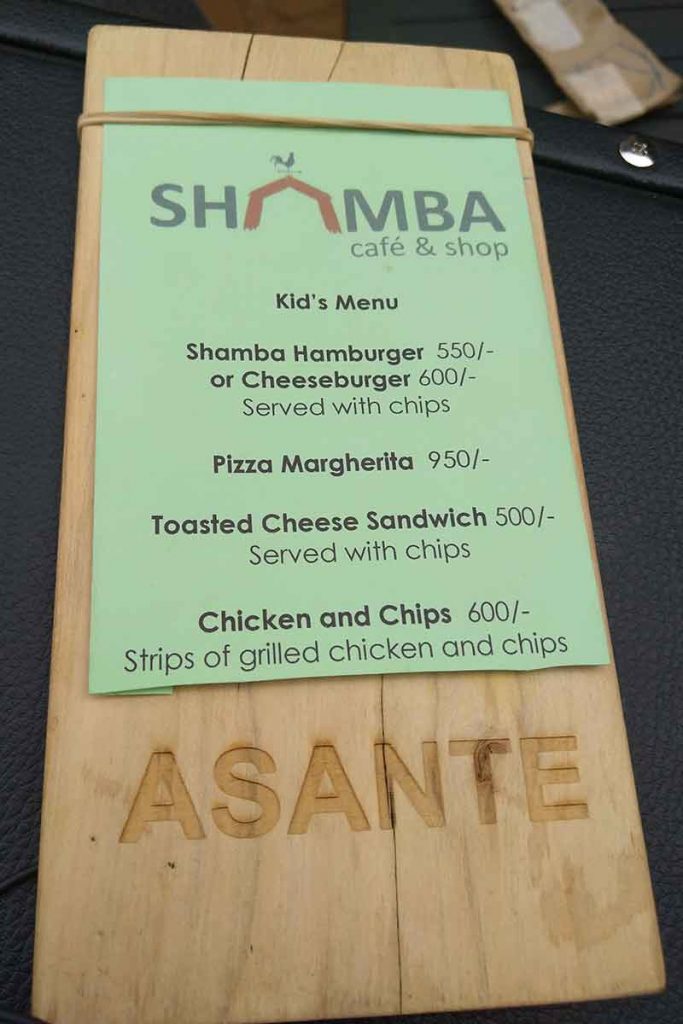 SHAMBA
café & shop
Kid's Menu
Shamba Hamburger 550/-
or Cheeseburger 600/-
Served with chips
Pizza Margherita 950/-
Toasted Cheese Sandwich 500/-
Served with chips
Chicken and Chips 600/-
Strips of grilled chicken and chips
ASANTE